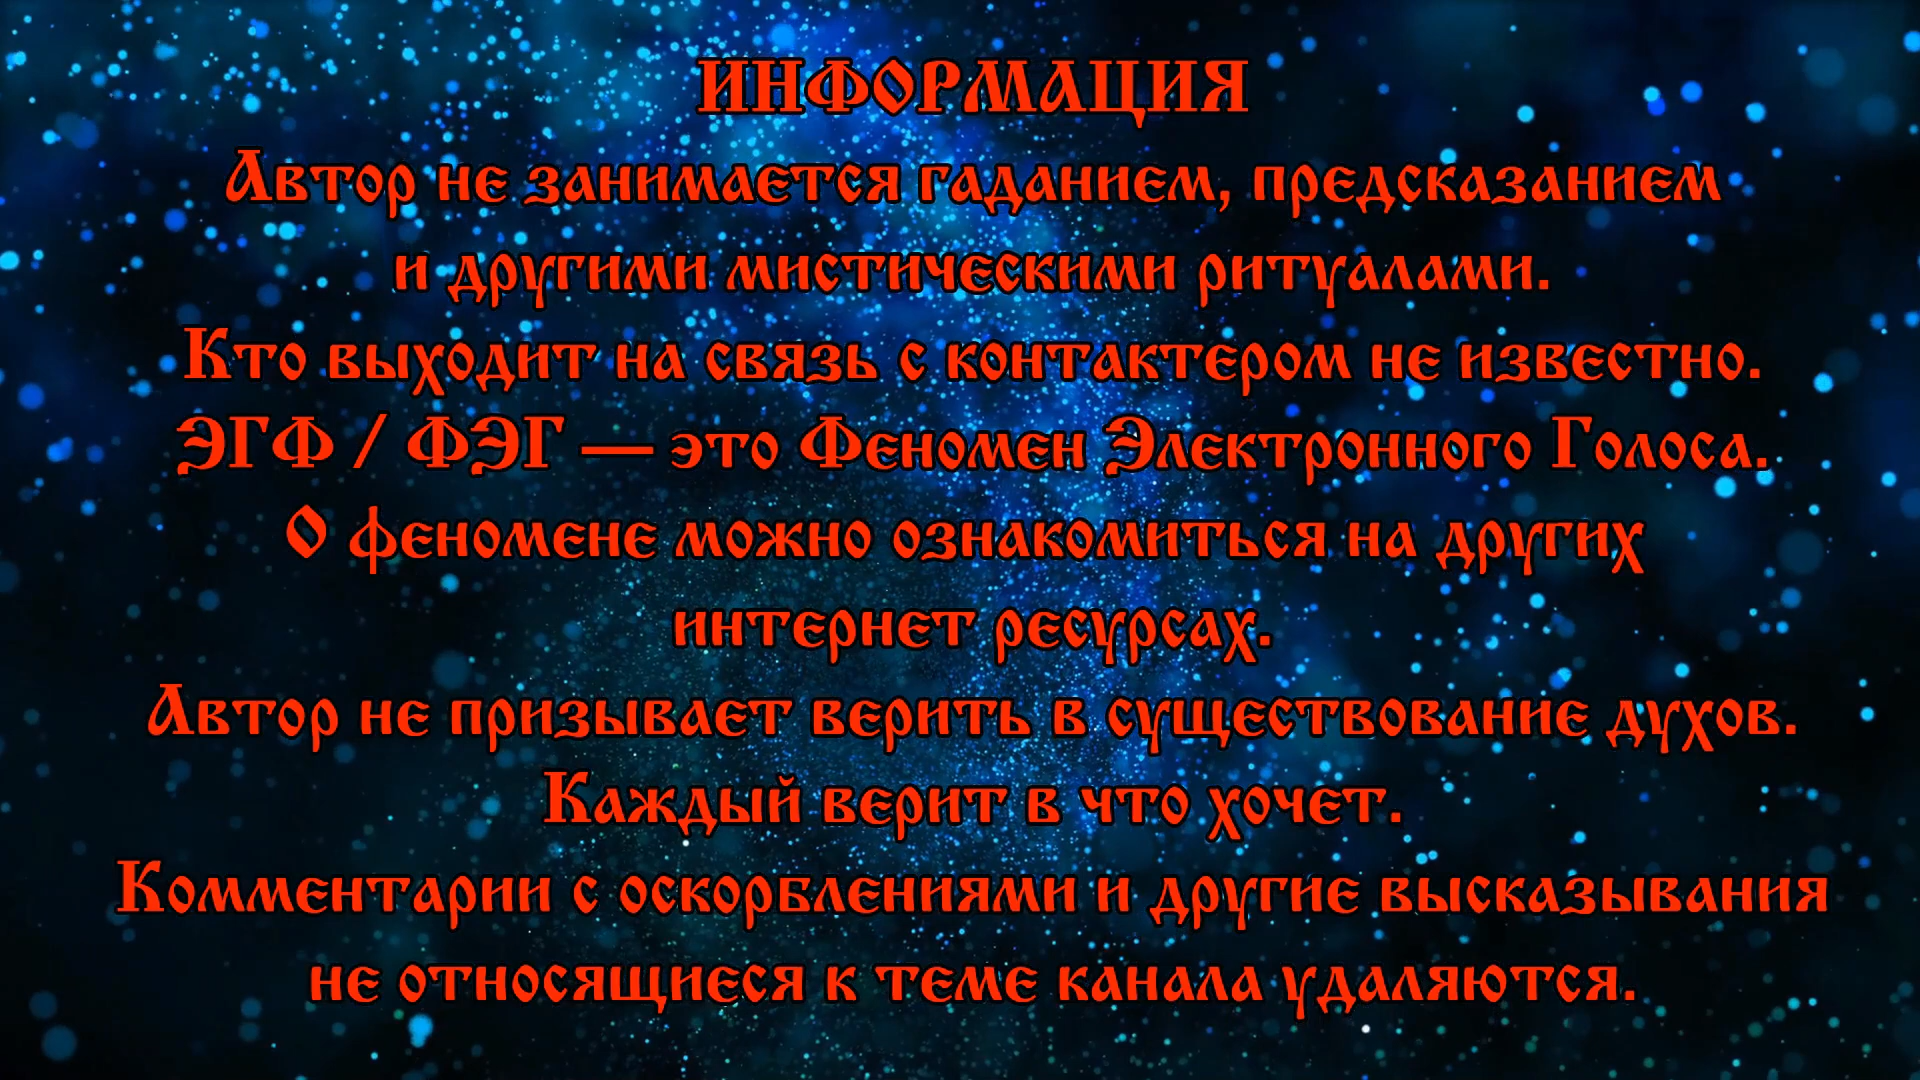 ИНФОРМАЦИЯ
Автор не занимается гаданием, предсказанием
и другими мистическими ритуалами.
Кто выходит на связь с контактером не известно.
ЭГФ / ФЭГ — это Феномен Электронного Голоса.
О феномене можно ознакомиться на других
интернет ресурсах.
Автор не призывает верить в существование духов.
Каждый верит в что хочет.
Комментарии с оскорблениями и другие высказывания
не относящиеся к теме канала удаляются.